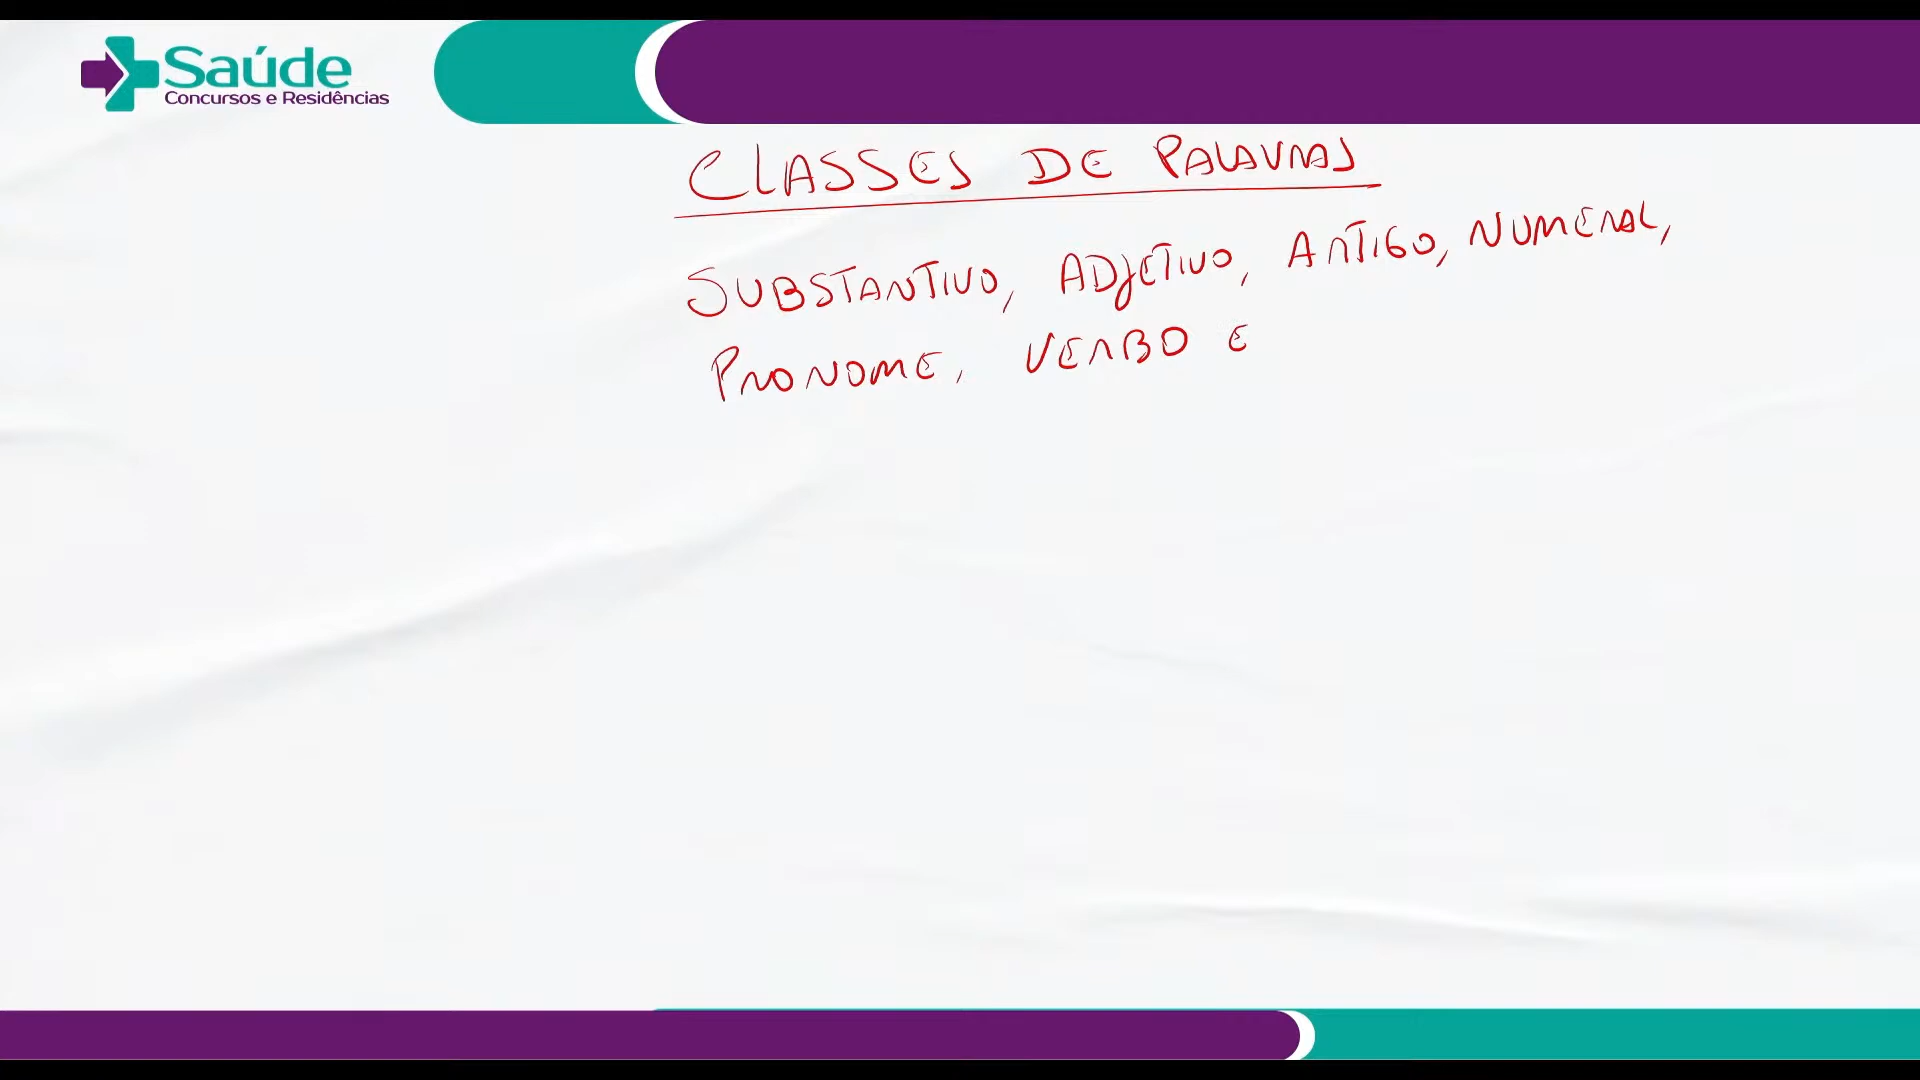 Saúde
Concursos e Residências
CLASSES DE PALAVRAS
SUBSTANTIVO, ADJETIVO, ARTIGO, NUMERAL,
PRONOME, VERBO E